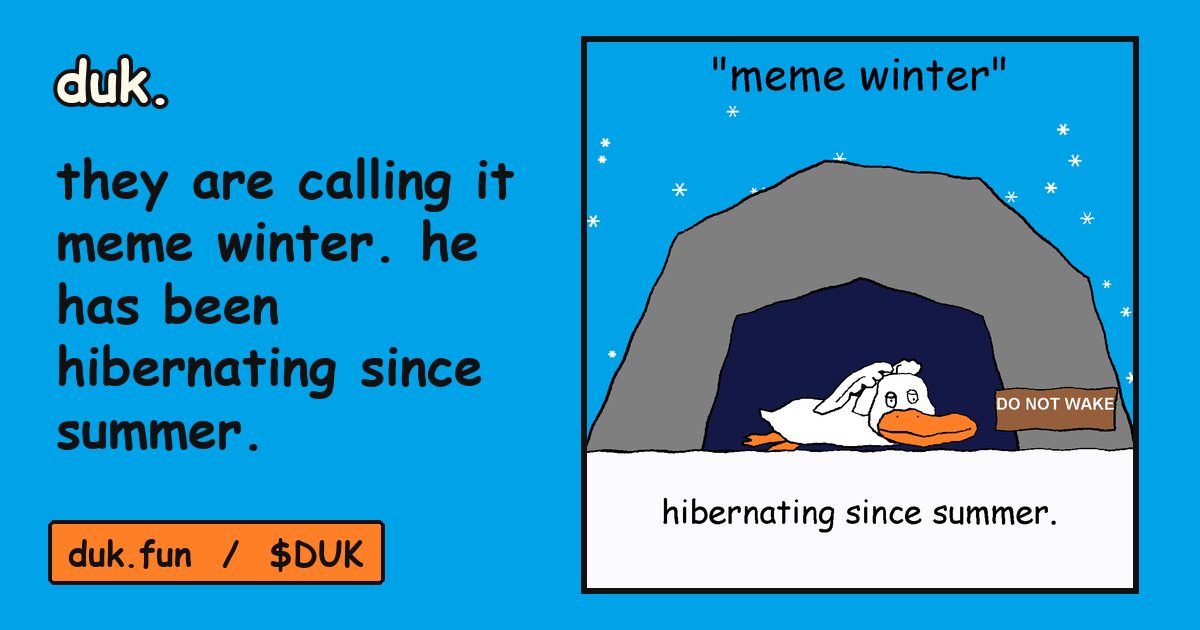 duk.
they are calling it
meme winter. he
has been
hibernating since
summer.
duk.fun / $DUK
"meme winter"
DO NOT WAKE
hibernating since summer.